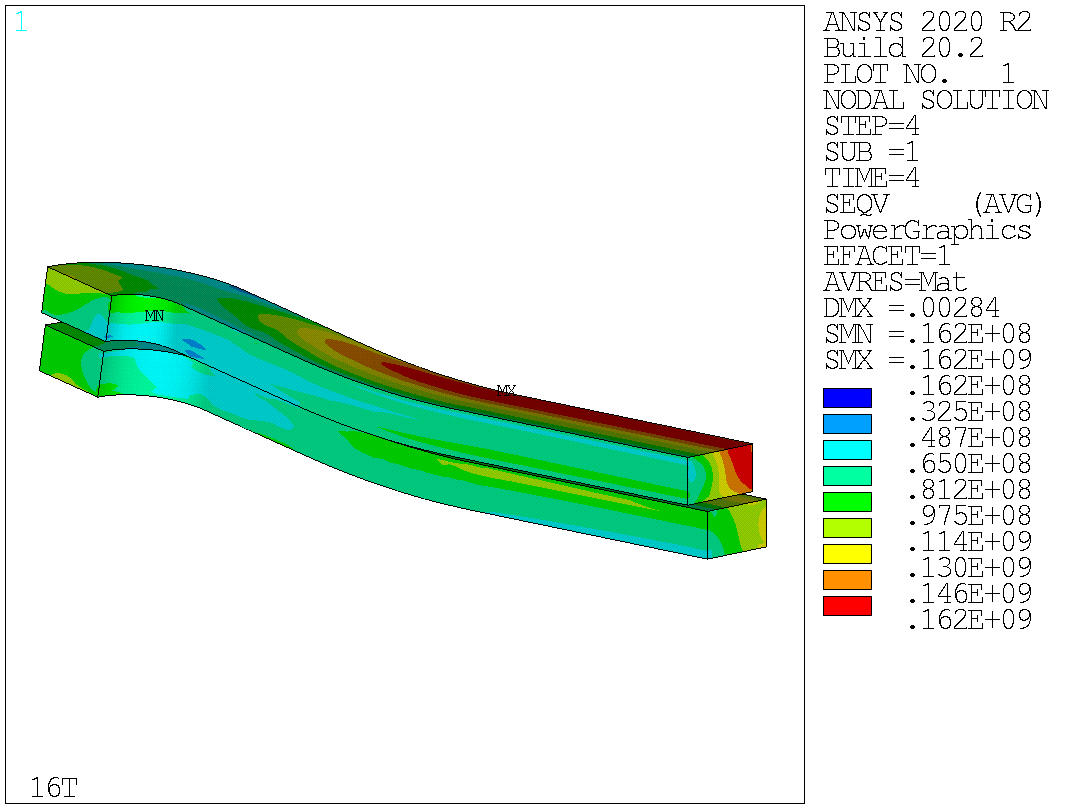 1
ANSYS 2020 R2
Build 20.2
PLOT NO. 1
NODAL SOLUTION
STEP=4
SUB =1
TIME=4
SEQV (AVG)
PowerGraphics
EFACET=1
AVRES=Mat
DMX =.00284
SMN =.162E+08
SMX =.162E+09
.162E+08
.325E+08
.487E+08
.650E+08
.812E+08
.975E+08
.114E+09
.130E+09
.146E+09
.162E+09
MN
MX
16T